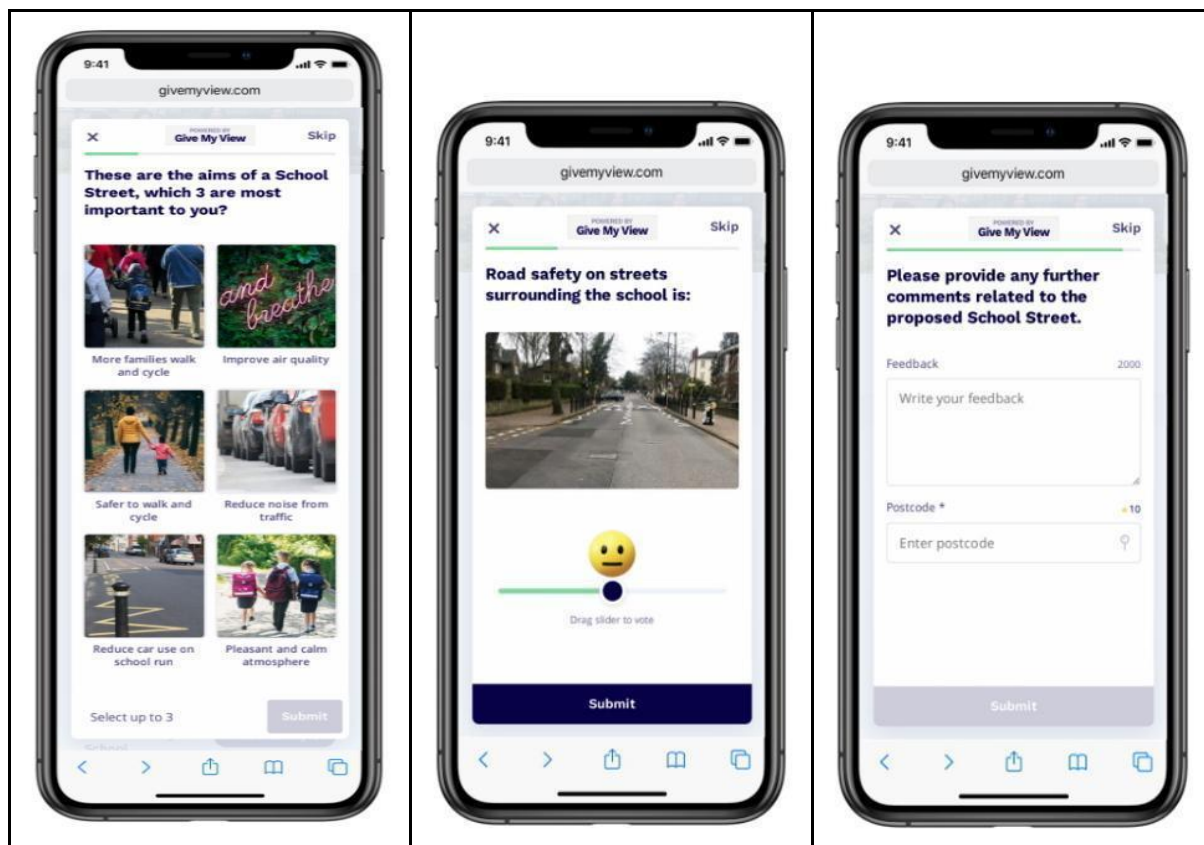 9:41
givemyview.com
POWERED BY
Give My View
Skip
These are the aims of a School
Street, which 3 are most
important to you?
and
breathe
More families walk
and cycle
Improve air quality
Safer to walk and
cycle
Reduce noise from
traffic
Reduce car use on
school run
Pleasant and calm
atmosphere
Select up to 3
Submit
School
9:41
givemyview.com
POWERED BY
Give My View
Skip
Road safety on streets
surrounding the school is:
Drag slider to vote
Submit
9:41
givemyview.com
POWERED BY
Give My View
Skip
Please provide any further
comments related to the
proposed School Street.
Feedback
2000
Write your feedback
Postcode *
10
Enter postcode
Submit